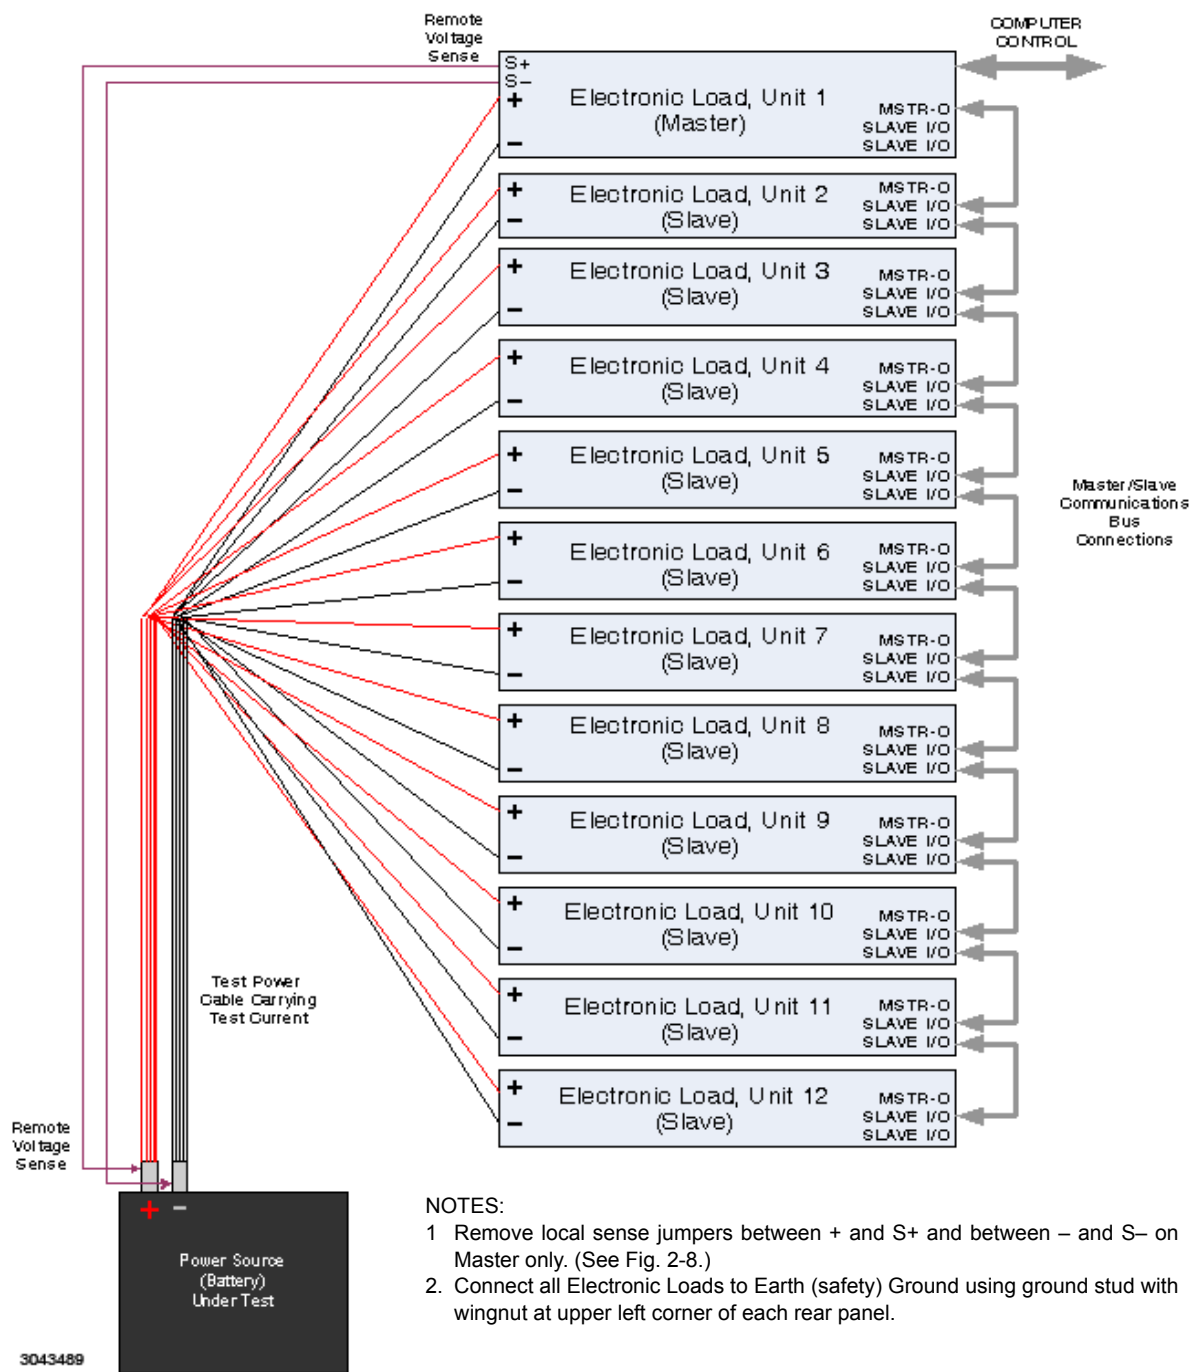 Remote
Voltage
Sense
COMPUTER
CONTROL
S+
S–
+
–
Electronic Load, Unit 1
(Master)
MSTR-O
SLAVE I/O
SLAVE I/O
+
–
Electronic Load, Unit 2
(Slave)
MSTR-O
SLAVE I/O
SLAVE I/O
+
–
Electronic Load, Unit 3
(Slave)
MSTR-O
SLAVE I/O
SLAVE I/O
+
–
Electronic Load, Unit 4
(Slave)
MSTR-O
SLAVE I/O
SLAVE I/O
+
–
Electronic Load, Unit 5
(Slave)
MSTR-O
SLAVE I/O
SLAVE I/O
Master/Slave
Communications
Bus
Connections
+
–
Electronic Load, Unit 6
(Slave)
MSTR-O
SLAVE I/O
SLAVE I/O
+
–
Electronic Load, Unit 7
(Slave)
MSTR-O
SLAVE I/O
SLAVE I/O
+
–
Electronic Load, Unit 8
(Slave)
MSTR-O
SLAVE I/O
SLAVE I/O
+
–
Electronic Load, Unit 9
(Slave)
MSTR-O
SLAVE I/O
SLAVE I/O
+
–
Electronic Load, Unit 10
(Slave)
MSTR-O
SLAVE I/O
SLAVE I/O
Test Power
Cable Carrying
Test Current
+
–
Electronic Load, Unit 11
(Slave)
MSTR-O
SLAVE I/O
SLAVE I/O
+
–
Electronic Load, Unit 12
(Slave)
MSTR-O
SLAVE I/O
SLAVE I/O
Remote
Voltage
Sense
+ –
Power Source
(Battery)
Under Test
NOTES:
1 Remove local sense jumpers between + and S+ and between – and S– on
Master only. (See Fig. 2-8.)
2. Connect all Electronic Loads to Earth (safety) Ground using ground stud with
wingnut at upper left corner of each rear panel.
3043489